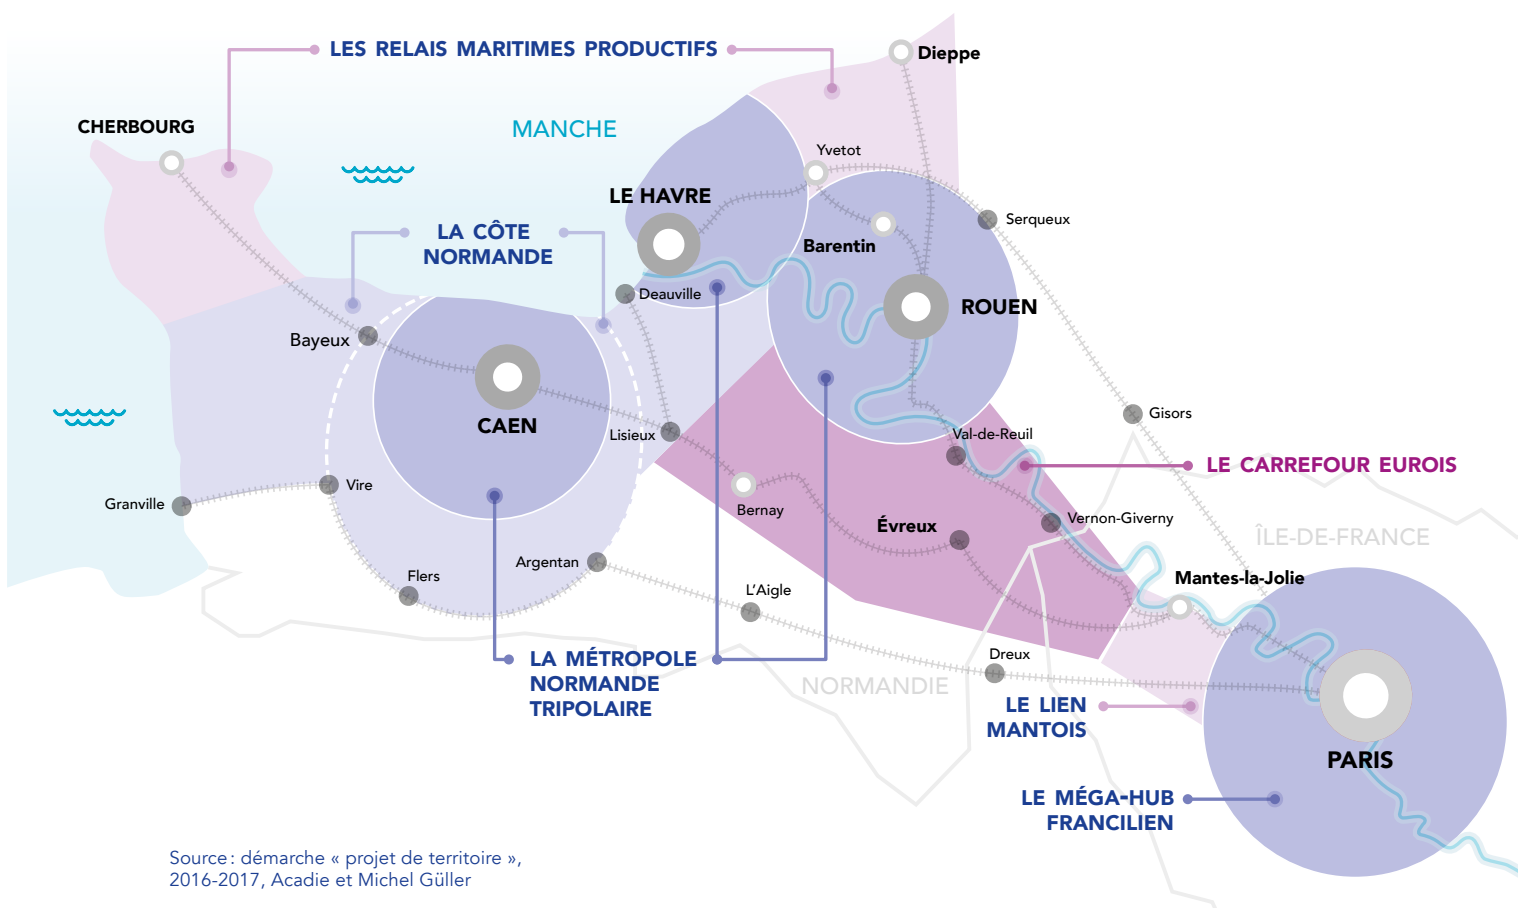 LES RELAIS MARITIMES PRODUCTIFS
Dieppe
CHERBOURG
MANCHE
Yvetot
LE HAVRE
Serqueux
LA CÔTE
NORMANDE
Barentin
Deauville
ROUEN
Bayeux
Gisors
CAEN
Lisieux
Val-de-Reuil
LE CARREFOUR EUROIS
Vire
Granville
Bernay
Évreux
Vernon-Giverny
ÎLE-DE-FRANCE
Argentan
Flers
Mantes-la-Jolie
L’Aigle
Dreux
LA MÉTROPOLE
NORMANDE
TRIPOLAIRE
NORMANDIE
LE LIEN
MANTOIS
PARIS
LE MÉGA-HUB
FRANCILIEN
Source : démarche « projet de territoire »,
2016-2017, Acadie et Michel Güller